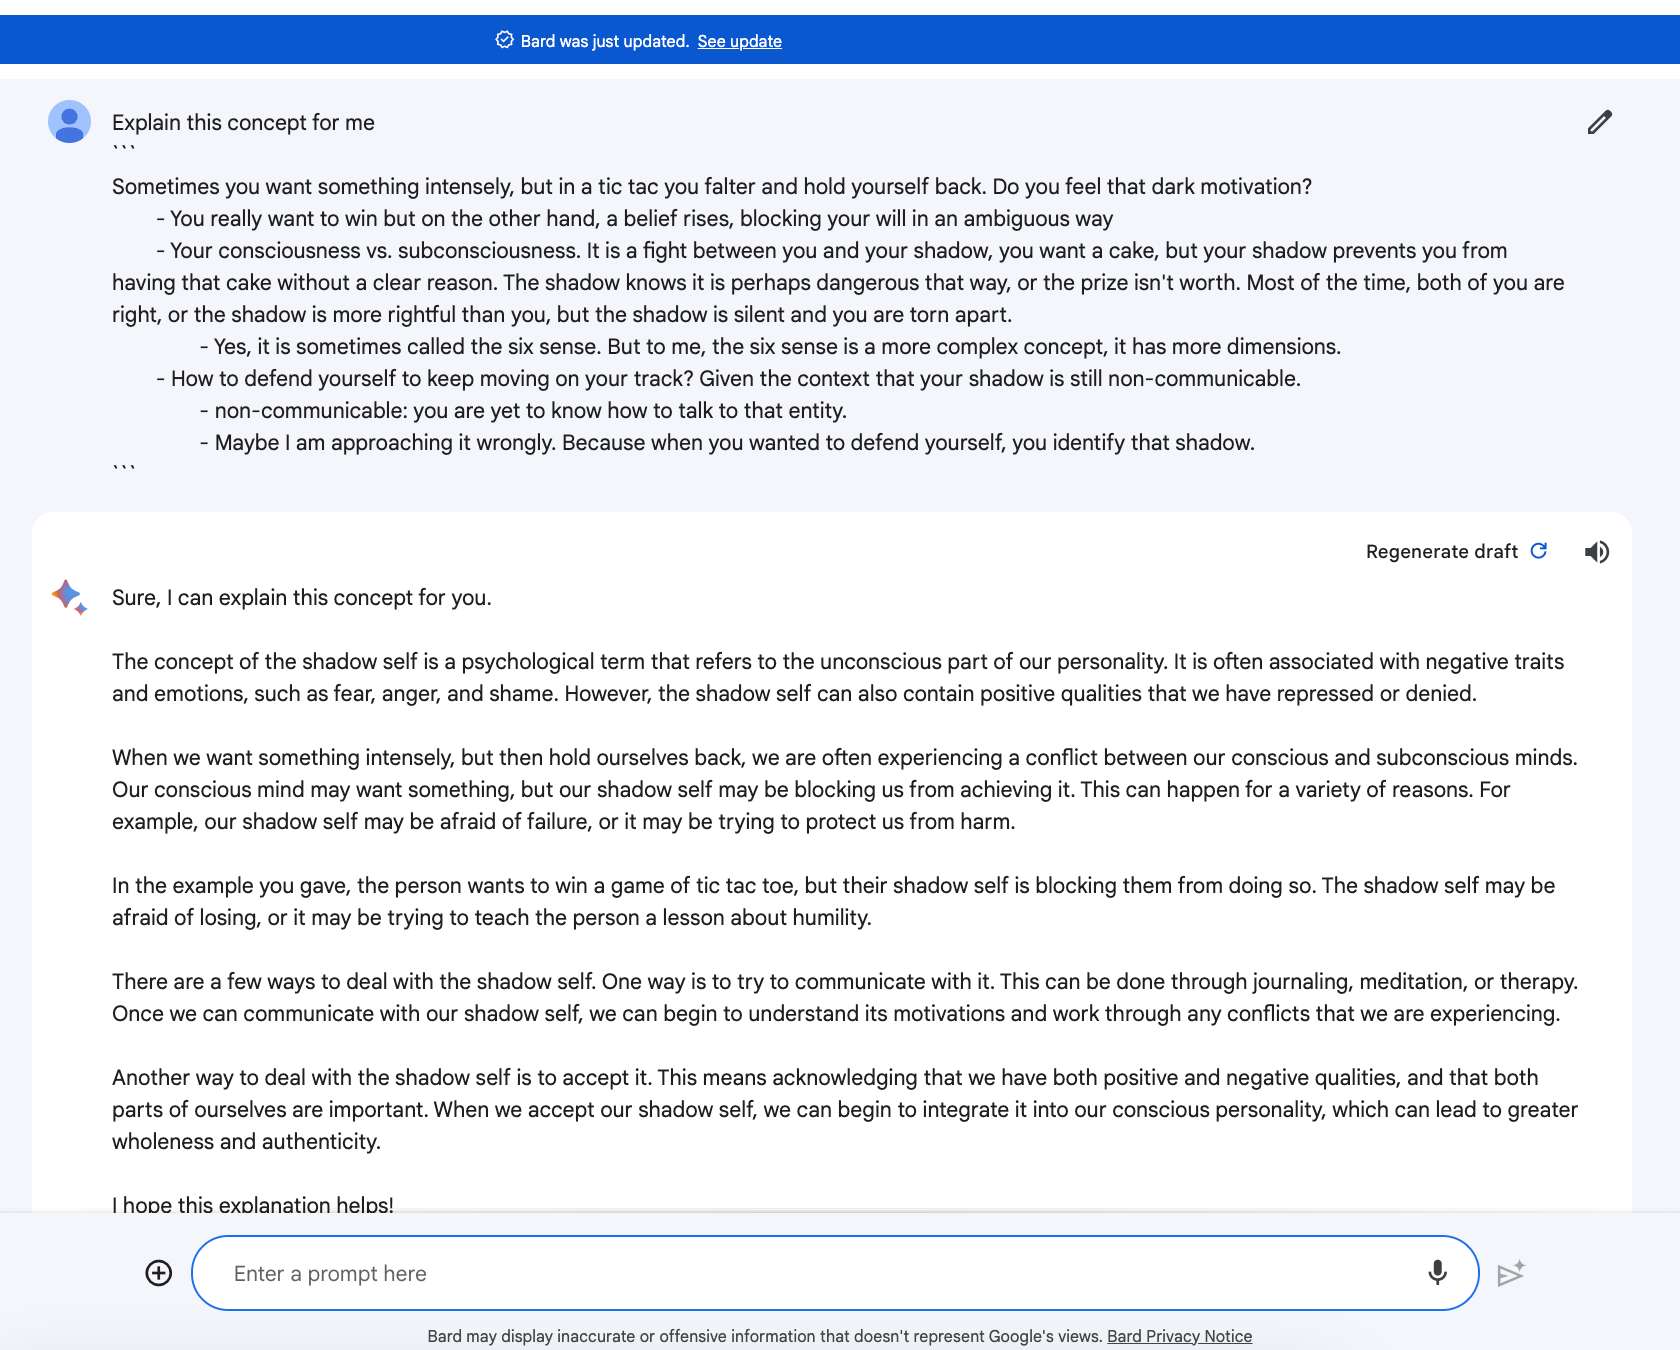 Bard was just updated. See update
Explain this concept for me
```
Sometimes you want something intensely, but in a tic tac you falter and hold yourself back. Do you feel that dark motivation?
- You really want to win but on the other hand, a belief rises, blocking your will in an ambiguous way
- Your consciousness vs. subconsciousness. It is a fight between you and your shadow, you want a cake, but your shadow prevents you from
having that cake without a clear reason. The shadow knows it is perhaps dangerous that way, or the prize isn't worth. Most of the time, both of you are
right, or the shadow is more rightful than you, but the shadow is silent and you are torn apart.
- Yes, it is sometimes called the six sense. But to me, the six sense is a more complex concept, it has more dimensions.
- How to defend yourself to keep moving on your track? Given the context that your shadow is still non-communicable.
- non-communicable: you are yet to know how to talk to that entity.
- Maybe I am approaching it wrongly. Because when you wanted to defend yourself, you identify that shadow.
```
Regenerate draft
Sure, I can explain this concept for you.
The concept of the shadow self is a psychological term that refers to the unconscious part of our personality. It is often associated with negative traits
and emotions, such as fear, anger, and shame. However, the shadow self can also contain positive qualities that we have repressed or denied.
When we want something intensely, but then hold ourselves back, we are often experiencing a conflict between our conscious and subconscious minds.
Our conscious mind may want something, but our shadow self may be blocking us from achieving it. This can happen for a variety of reasons. For
example, our shadow self may be afraid of failure, or it may be trying to protect us from harm.
In the example you gave, the person wants to win a game of tic tac toe, but their shadow self is blocking them from doing so. The shadow self may be
afraid of losing, or it may be trying to teach the person a lesson about humility.
There are a few ways to deal with the shadow self. One way is to try to communicate with it. This can be done through journaling, meditation, or therapy.
Once we can communicate with our shadow self, we can begin to understand its motivations and work through any conflicts that we are experiencing.
Another way to deal with the shadow self is to accept it. This means acknowledging that we have both positive and negative qualities, and that both
parts of ourselves are important. When we accept our shadow self, we can begin to integrate it into our conscious personality, which can lead to greater
wholeness and authenticity.
I hope this explanation helps!
Enter a prompt here
Bard may display inaccurate or offensive information that doesn't represent Google's views. Bard Privacy Notice